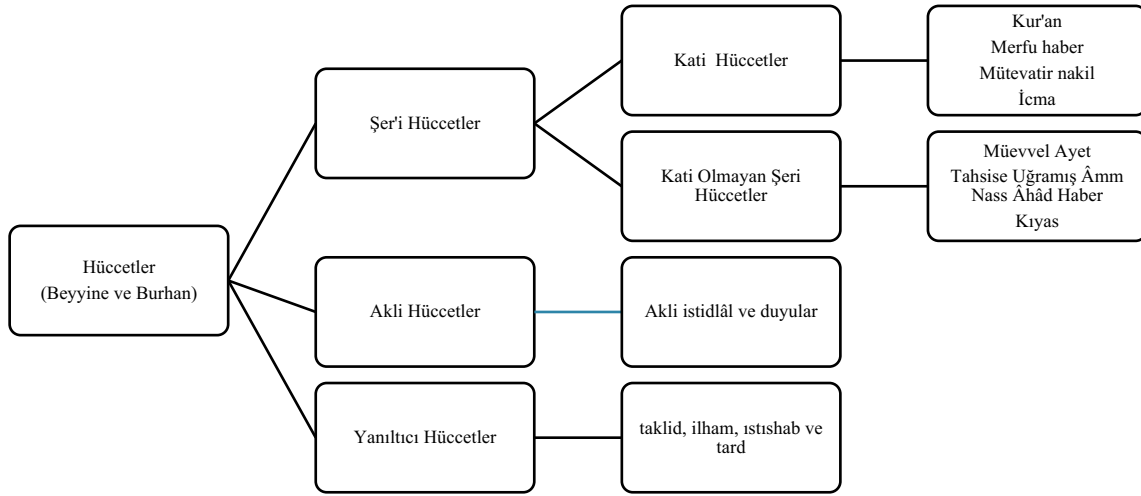 Hüccetler
(Beyyine ve Burhan)
Şer'i Hüccetler
Kati Hüccetler
Kur'an
Merfu haber
Mütevatir nakil
İcma
Kati Olmayan Şeri
Hüccetler
Müevvel Ayet
Tahsise Uğramış Âmm
Nass Âhâd Haber
Kıyas
Akli Hüccetler
Akli istidlâl ve duyular
Yanıltıcı Hüccetler
taklid, ilham, ıstıshab ve
tard